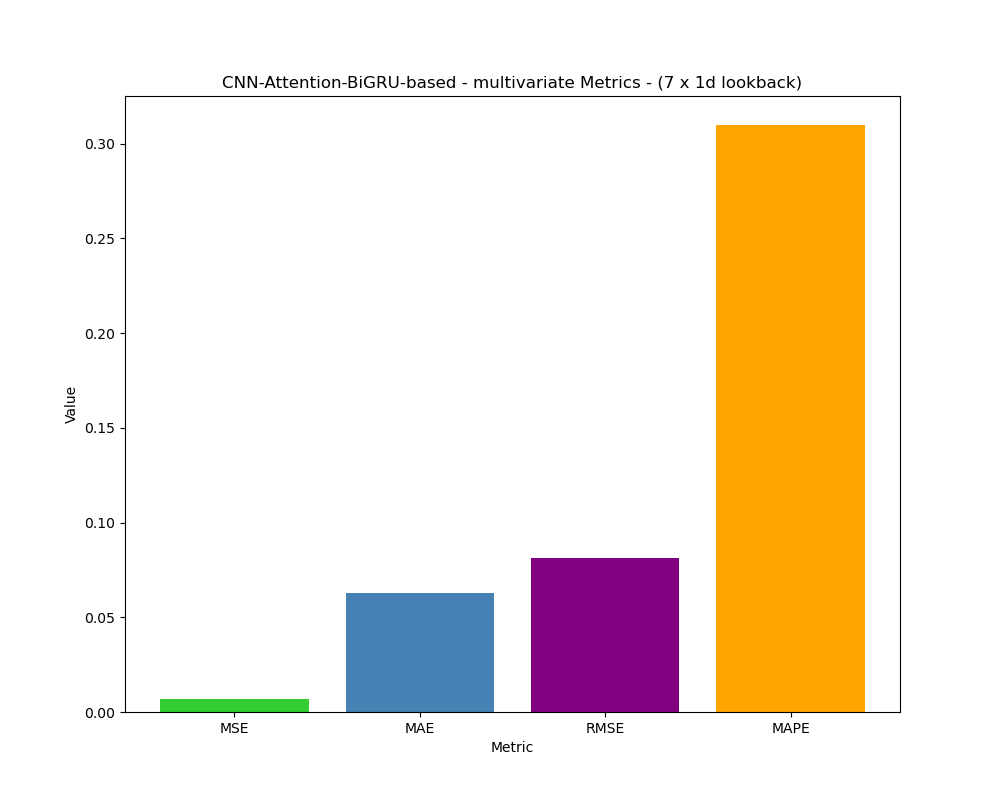 CNN-Attention-BiGRU-based - multivariate Metrics - (7 x 1d lookback)
0.30
0.25
0.20
0.15
0.10
0.05
0.00
Value
MSE MAE RMSE MAPE
Metric